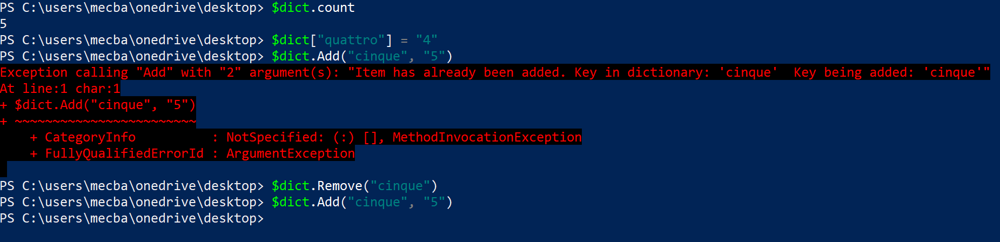 PS C:\users\mecba\onedrive\desktop> $dict.count
5
PS C:\users\mecba\onedrive\desktop> $dict["quattro"] = "4"
PS C:\users\mecba\onedrive\desktop> $dict.Add("cinque", "5")
Exception calling "Add" with "2" argument(s): "Item has already been added. Key in dictionary: 'cinque'  Key being added: 'cinque'"
At line:1 char:1
+ $dict.Add("cinque", "5")
+ ~~~~~~~~~~~~~~~~~~~~~~~~
    + CategoryInfo          : NotSpecified: (:) [], MethodInvocationException
    + FullyQualifiedErrorId : ArgumentException
PS C:\users\mecba\onedrive\desktop> $dict.Remove("cinque")
PS C:\users\mecba\onedrive\desktop> $dict.Add("cinque", "5")
PS C:\users\mecba\onedrive\desktop>